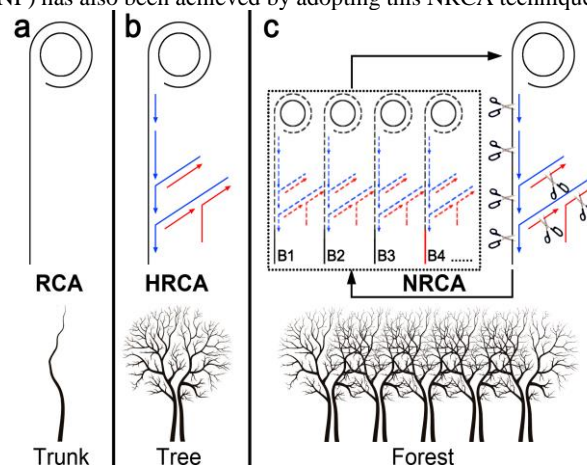 NP) has also been achieved by adopting this NRCA technique
a b c
B1 B2 B3 B4 ......
RCA HRCA NRCA
Trunk Tree Forest